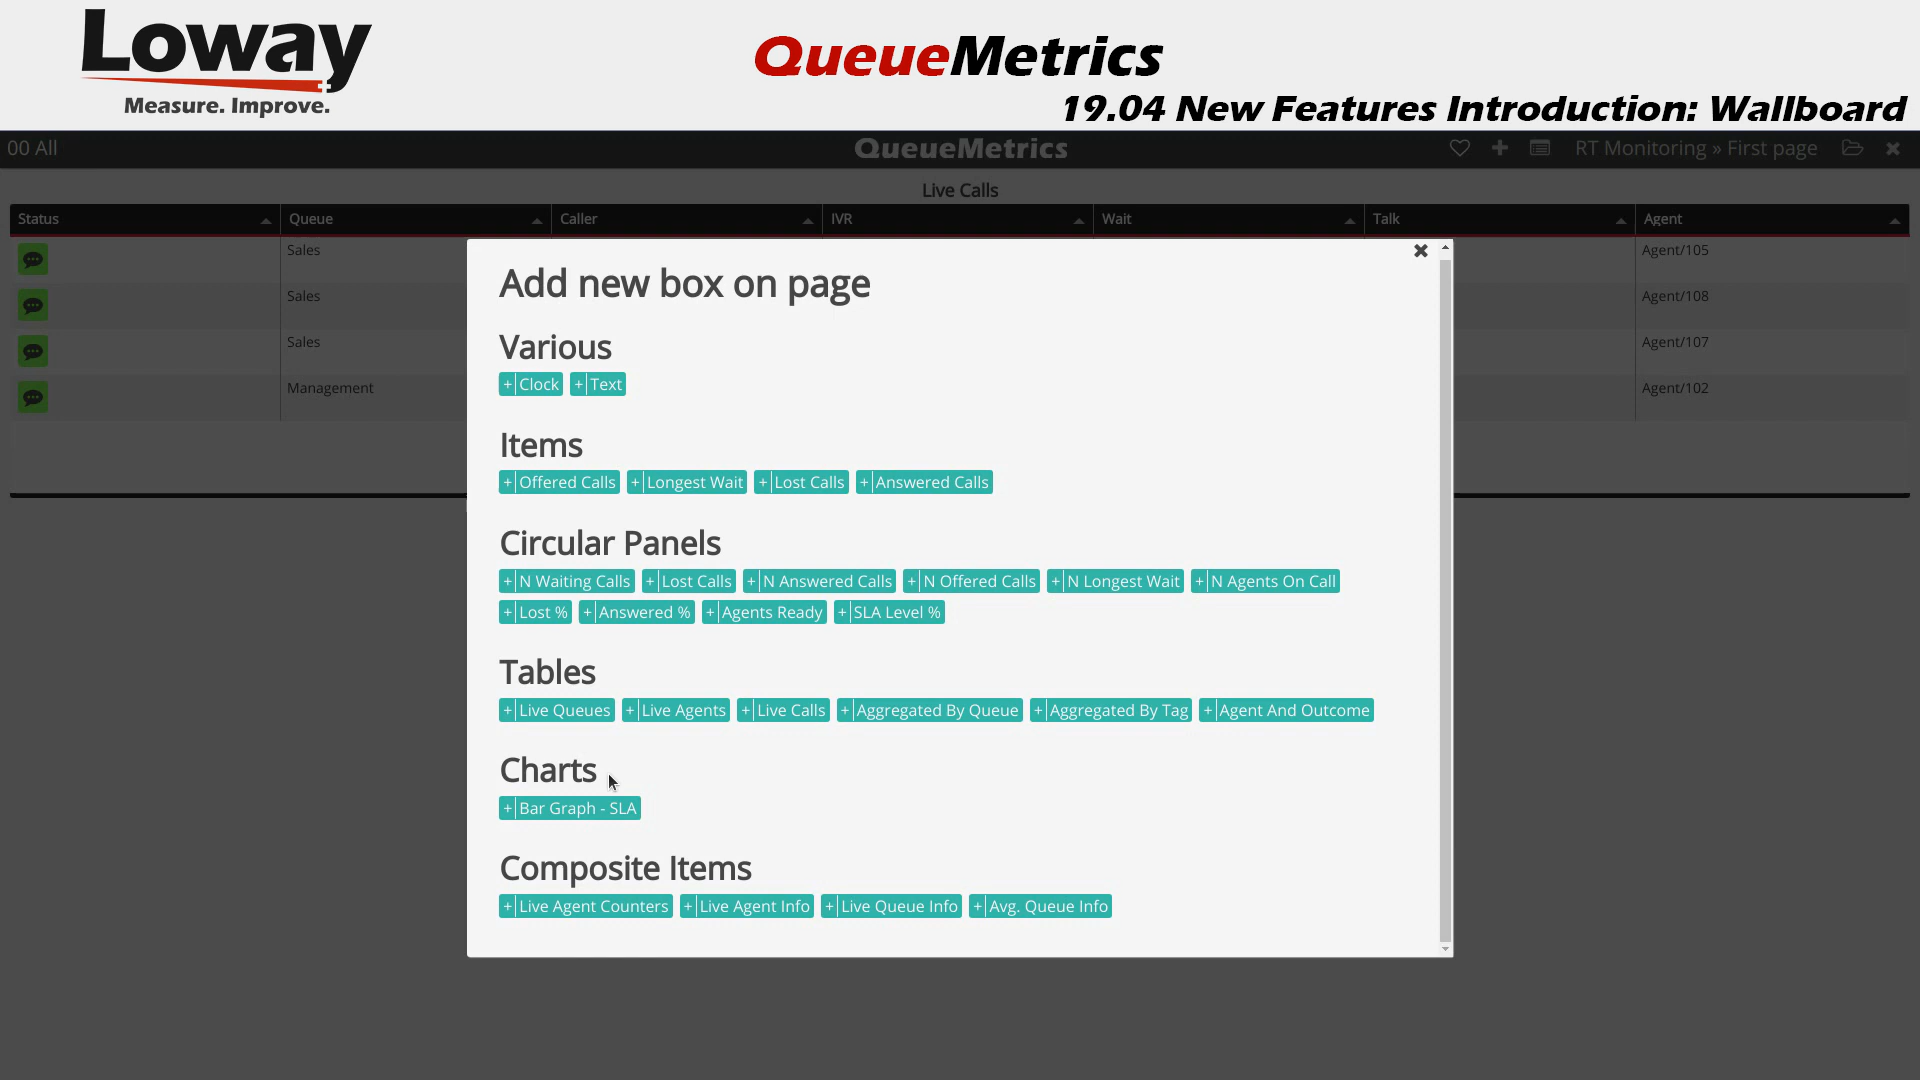 Loway
Measure. Improve.
QueueMetrics
19.04 New Features Introduction: Wallboard
00 All
QueueMetrics
RT Monitoring » First page
Live Calls
Status Queue Caller IVR Wait Talk Agent
Sales Agent/105
Sales Agent/108
Sales Agent/107
Management Agent/102
Add new box on page
Various
+ Clock + Text
Items
+ Offered Calls + Longest Wait + Lost Calls + Answered Calls
Circular Panels
+ N Waiting Calls + Lost Calls + N Answered Calls + N Offered Calls + N Longest Wait + N Agents On Call
+ Lost % + Answered % + Agents Ready + SLA Level %
Tables
+ Live Queues + Live Agents + Live Calls + Aggregated By Queue + Aggregated By Tag + Agent And Outcome
Charts
+ Bar Graph - SLA
Composite Items
+ Live Agent Counters + Live Agent Info + Live Queue Info + Avg. Queue Info